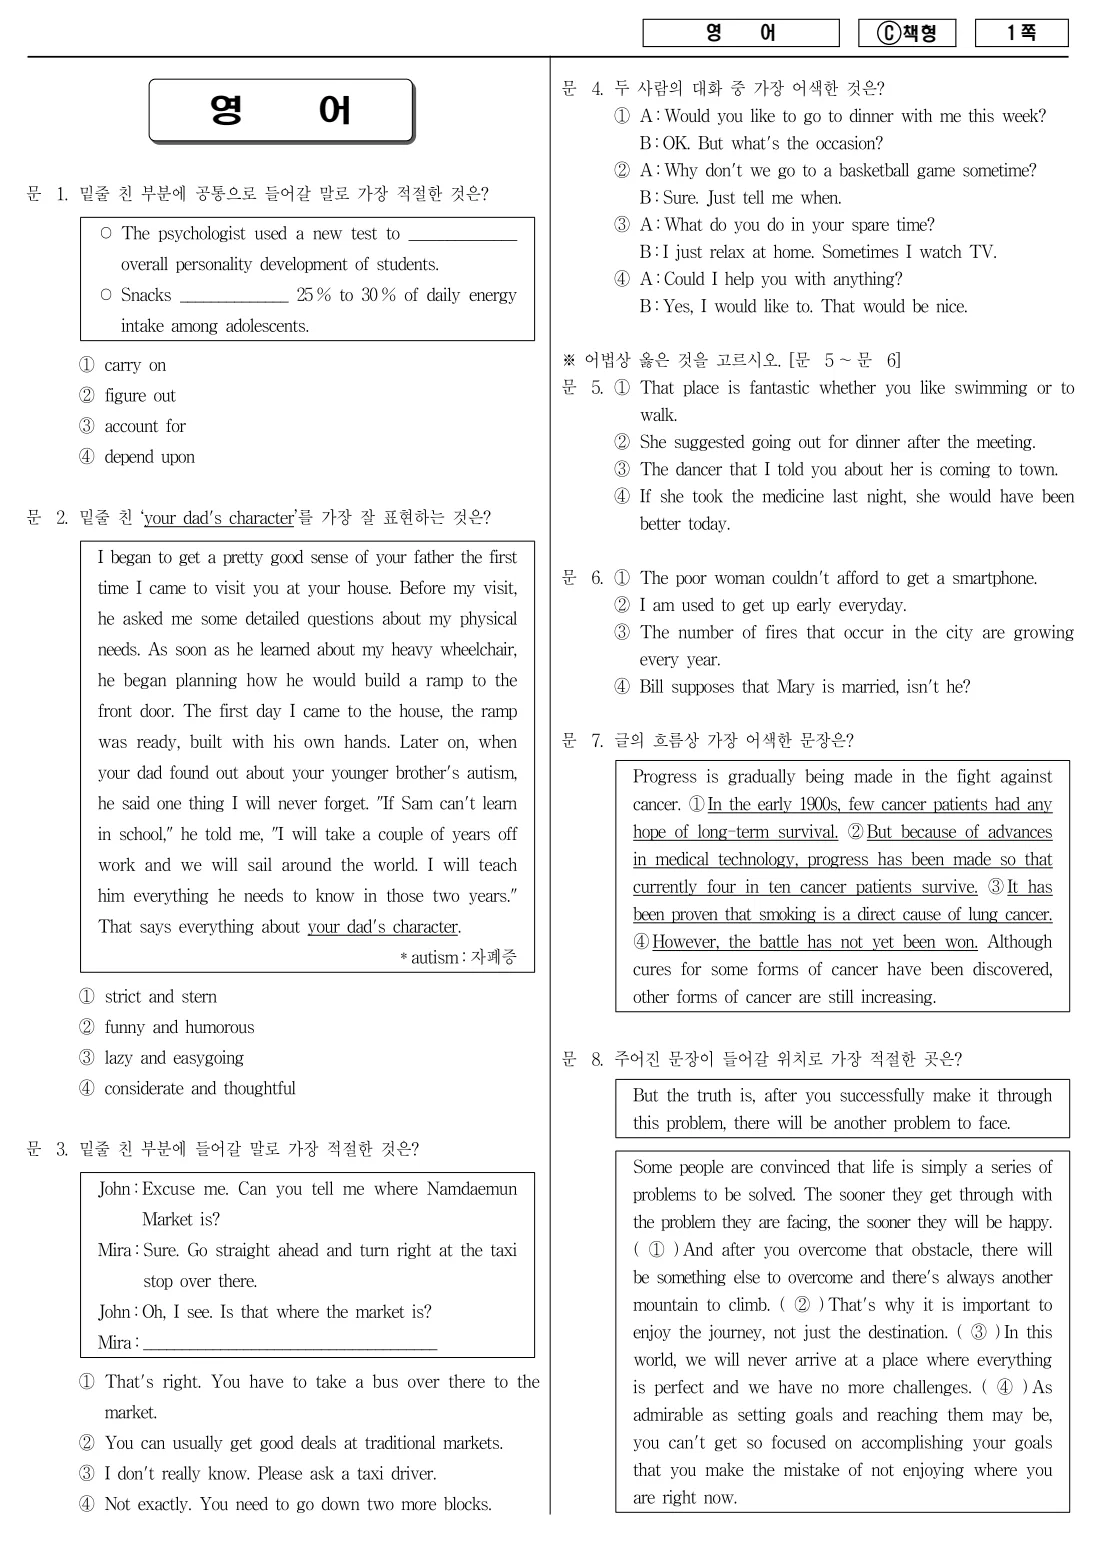 영 어
Ⓒ책형
1쪽
영 어
문 1. 밑줄 친 부분에 공통으로 들어갈 말로 가장 적절한 것은?
○ The psychologist used a new test to ____________
overall personality development of students.
○ Snacks ____________ 25 % to 30 % of daily energy
intake among adolescents.
① carry on
② figure out
③ account for
④ depend upon
문 2. 밑줄 친 ‘your dad's character’를 가장 잘 표현하는 것은?
I began to get a pretty good sense of your father the first
time I came to visit you at your house. Before my visit,
he asked me some detailed questions about my physical
needs. As soon as he learned about my heavy wheelchair,
he began planning how he would build a ramp to the
front door. The first day I came to the house, the ramp
was ready, built with his own hands. Later on, when
your dad found out about your younger brother's autism,
he said one thing I will never forget. "If Sam can't learn
in school," he told me, "I will take a couple of years off
work and we will sail around the world. I will teach
him everything he needs to know in those two years."
That says everything about your dad's character.
* autism : 자폐증
① strict and stern
② funny and humorous
③ lazy and easygoing
④ considerate and thoughtful
문 3. 밑줄 친 부분에 들어갈 말로 가장 적절한 것은?
John : Excuse me. Can you tell me where Namdaemun
Market is?
Mira : Sure. Go straight ahead and turn right at the taxi
stop over there.
John : Oh, I see. Is that where the market is?
Mira : ________________________________
① That's right. You have to take a bus over there to the
market.
② You can usually get good deals at traditional markets.
③ I don't really know. Please ask a taxi driver.
④ Not exactly. You need to go down two more blocks.
문 4. 두 사람의 대화 중 가장 어색한 것은?
① A : Would you like to go to dinner with me this week?
B : OK. But what's the occasion?
② A : Why don't we go to a basketball game sometime?
B : Sure. Just tell me when.
③ A : What do you do in your spare time?
B : I just relax at home. Sometimes I watch TV.
④ A : Could I help you with anything?
B : Yes, I would like to. That would be nice.
※ 어법상 옳은 것을 고르시오. [문 5 ~ 문 6]
문 5. ① That place is fantastic whether you like swimming or to
walk.
② She suggested going out for dinner after the meeting.
③ The dancer that I told you about her is coming to town.
④ If she took the medicine last night, she would have been
better today.
문 6. ① The poor woman couldn't afford to get a smartphone.
② I am used to get up early everyday.
③ The number of fires that occur in the city are growing
every year.
④ Bill supposes that Mary is married, isn't he?
문 7. 글의 흐름상 가장 어색한 문장은?
Progress is gradually being made in the fight against
cancer. ① In the early 1900s, few cancer patients had any
hope of long-term survival. ② But because of advances
in medical technology, progress has been made so that
currently four in ten cancer patients survive. ③ It has
been proven that smoking is a direct cause of lung cancer.
④ However, the battle has not yet been won. Although
cures for some forms of cancer have been discovered,
other forms of cancer are still increasing.
문 8. 주어진 문장이 들어갈 위치로 가장 적절한 곳은?
But the truth is, after you successfully make it through
this problem, there will be another problem to face.
Some people are convinced that life is simply a series of
problems to be solved. The sooner they get through with
the problem they are facing, the sooner they will be happy.
( ① ) And after you overcome that obstacle, there will
be something else to overcome and there's always another
mountain to climb. ( ② ) That's why it is important to
enjoy the journey, not just the destination. ( ③ ) In this
world, we will never arrive at a place where everything
is perfect and we have no more challenges. ( ④ ) As
admirable as setting goals and reaching them may be,
you can't get so focused on accomplishing your goals
that you make the mistake of not enjoying where you
are right now.